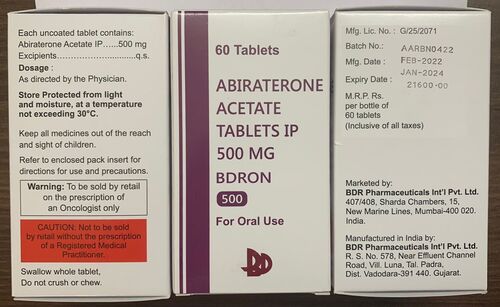 Each uncoated tablet contains:
Abiraterone Acetate IP.....500 mg
Excipients.........................q.s.
Dosage :
As directed by the Physician.
Store Protected from light
and moisture, at a temperature
not exceeding 30°C.
Keep all medicines out of the reach
and sight of children.
Refer to enclosed pack insert for
directions for use and precautions.
Warning: To be sold by retail
on the prescription of
an Oncologist only
CAUTION: Not to be sold
by retail without the prescription
of a Registered Medical
Practitioner.
Swallow whole tablet,
Do not crush or chew.
60 Tablets
ABIRATERONE
ACETATE
TABLETS IP
500 MG
BDRON
500
For Oral Use
Mfg. Lic. No. : G/25/2071
Batch No.: AARBN0422
Mfg. Date : FEB-2022
Expiry Date : JAN-2024
M.R.P. Rs. 21600-00
per bottle of
60 tablets
(Inclusive of all taxes)
Marketed by:
BDR Pharmaceuticals Int'l Pvt. Ltd.
407/408, Sharda Chambers, 15,
New Marine Lines, Mumbai-400 020.
India.
Manufactured in India by:
BDR Pharmaceuticals Int'l Pvt. Ltd.
R. S. No. 578, Near Effluent Channel
Road, Vill. Luna, Tal. Padra,
Dist. Vadodara-391 440. Gujarat.